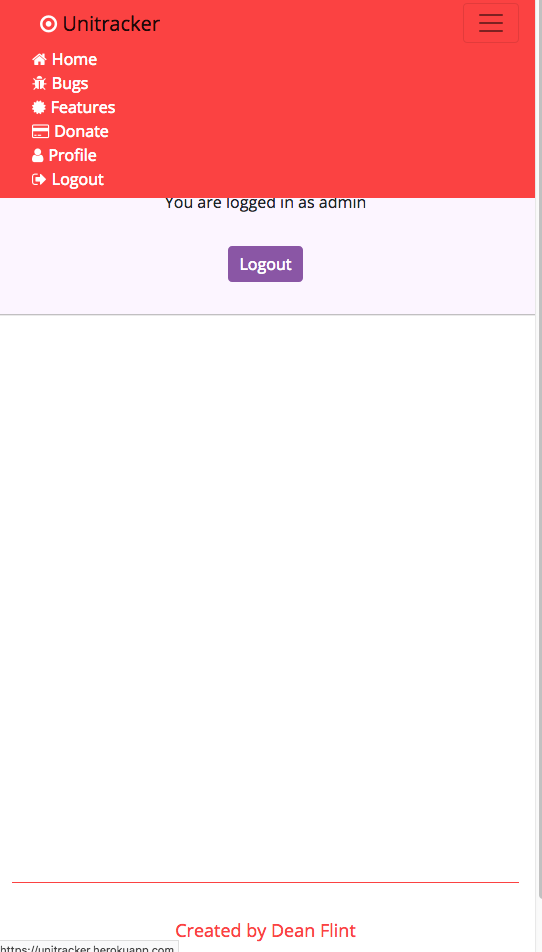 Unitracker
Home
Bugs
Features
Donate
Profile
Logout
You are logged in as admin
Logout
Created by Dean Flint
https://unitracker.herokuapp.com